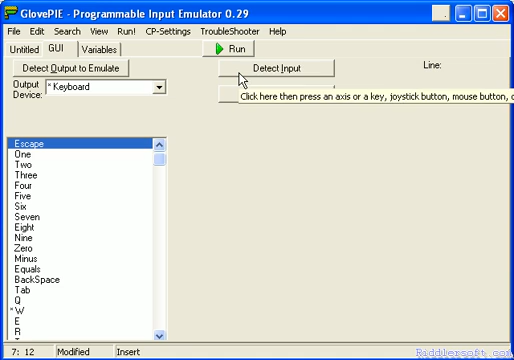 GlovePIE - Programmable Input Emulator 0.29
File Edit Search View Run! CP-Settings TroubleShooter Help
Untitled GUI Variables Run
Detect Output to Emulate Detect Input Line:
Output Device: * Keyboard
Click here then press an axis or a key, joystick button, mouse button,
Escape
One
Two
Three
Four
Five
Six
Seven
Eight
Nine
Zero
Minus
Equals
BackSpace
Tab
Q
* W
E
R
7: 12 Modified Insert
Riddlersoft.com